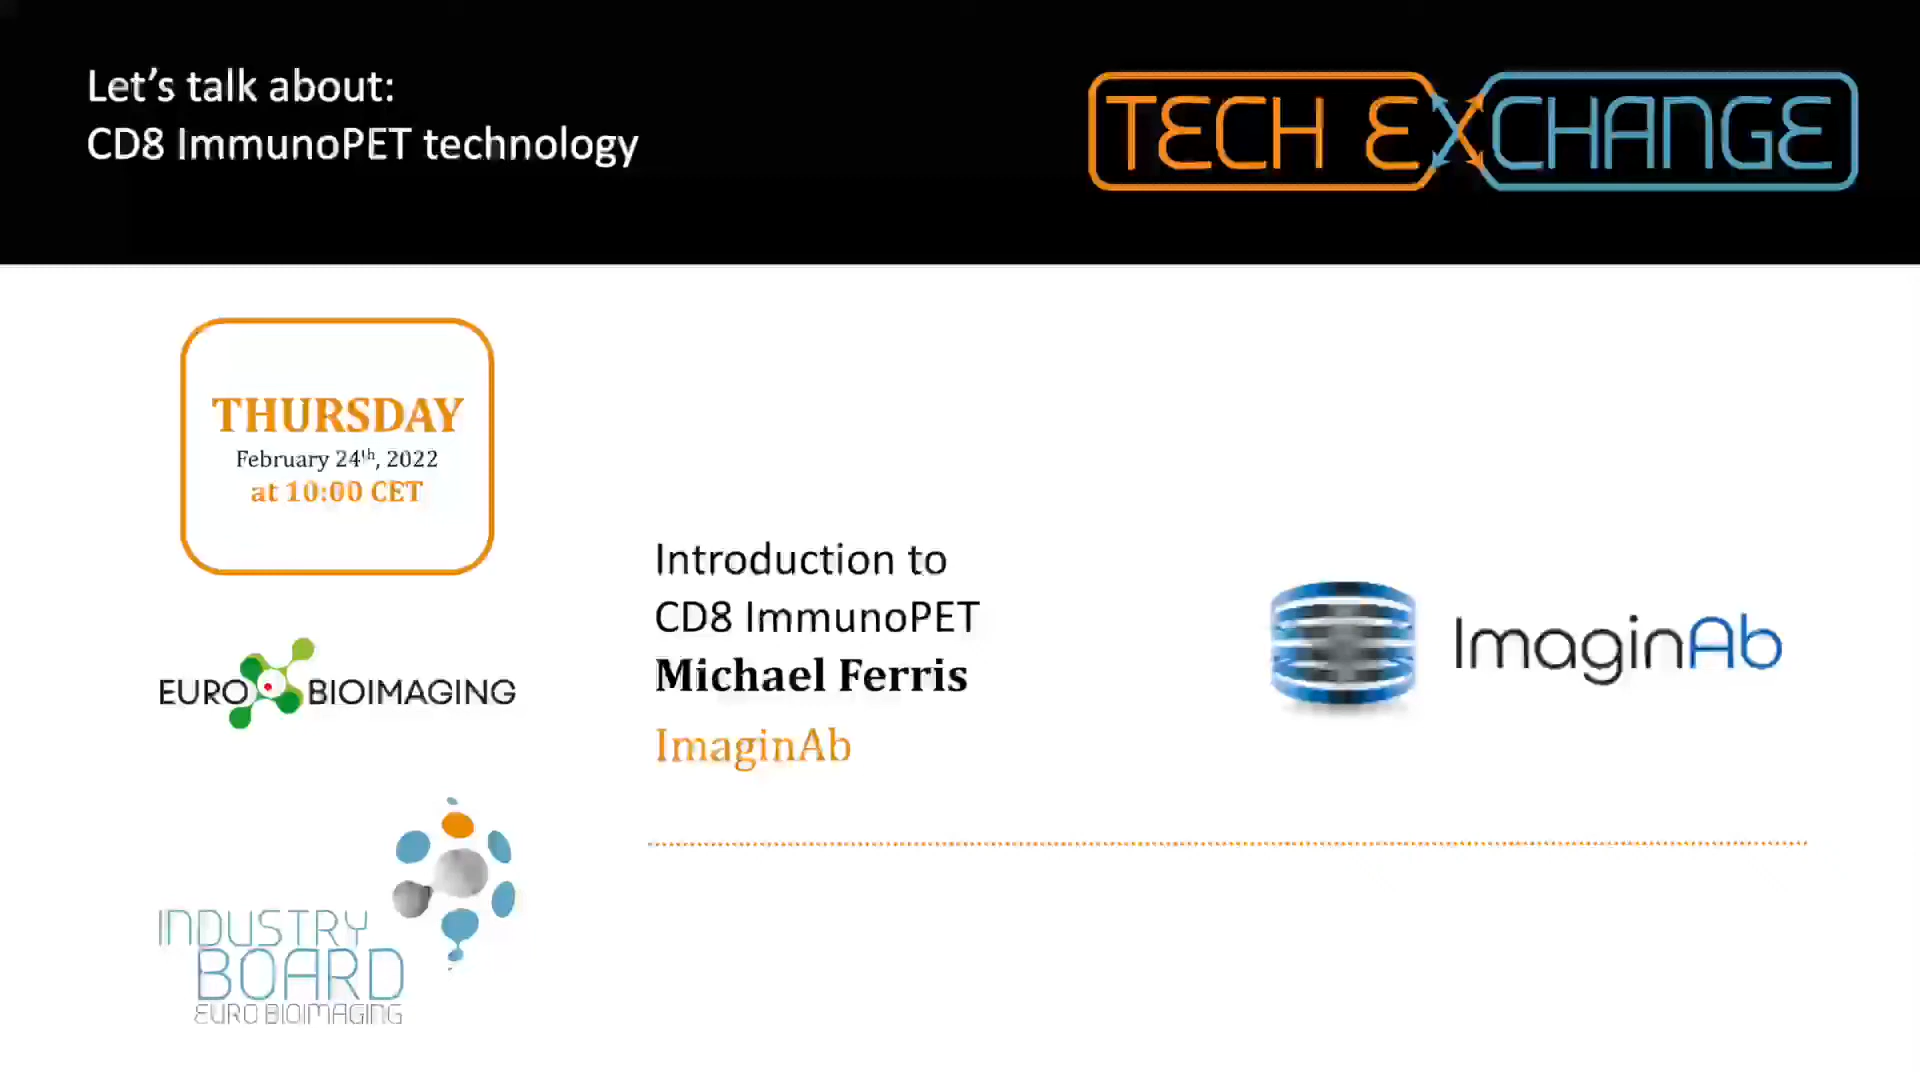 Let's talk about:
CD8 ImmunoPET technology
TECH EXCHANGE
THURSDAY
February 24th, 2022
at 10:00 CET
EURO BIOIMAGING
Introduction to
CD8 ImmunoPET
Michael Ferris
ImaginAb
ImaginAb
INDUSTRY
BOARD
EURO BIOIMAGING